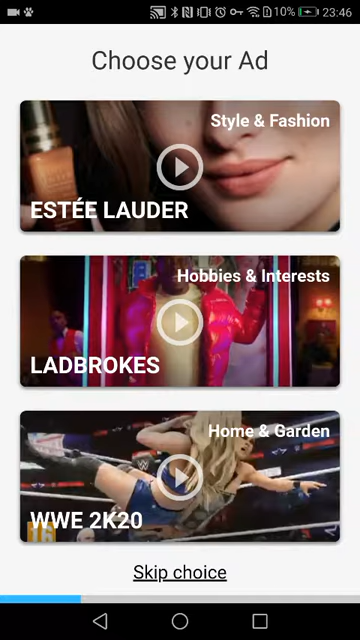 10% 23:46
Choose your Ad
Style & Fashion
ESTÉE LAUDER
Hobbies & Interests
LADBROKES
Home & Garden
WWE 2K20
16
Skip choice